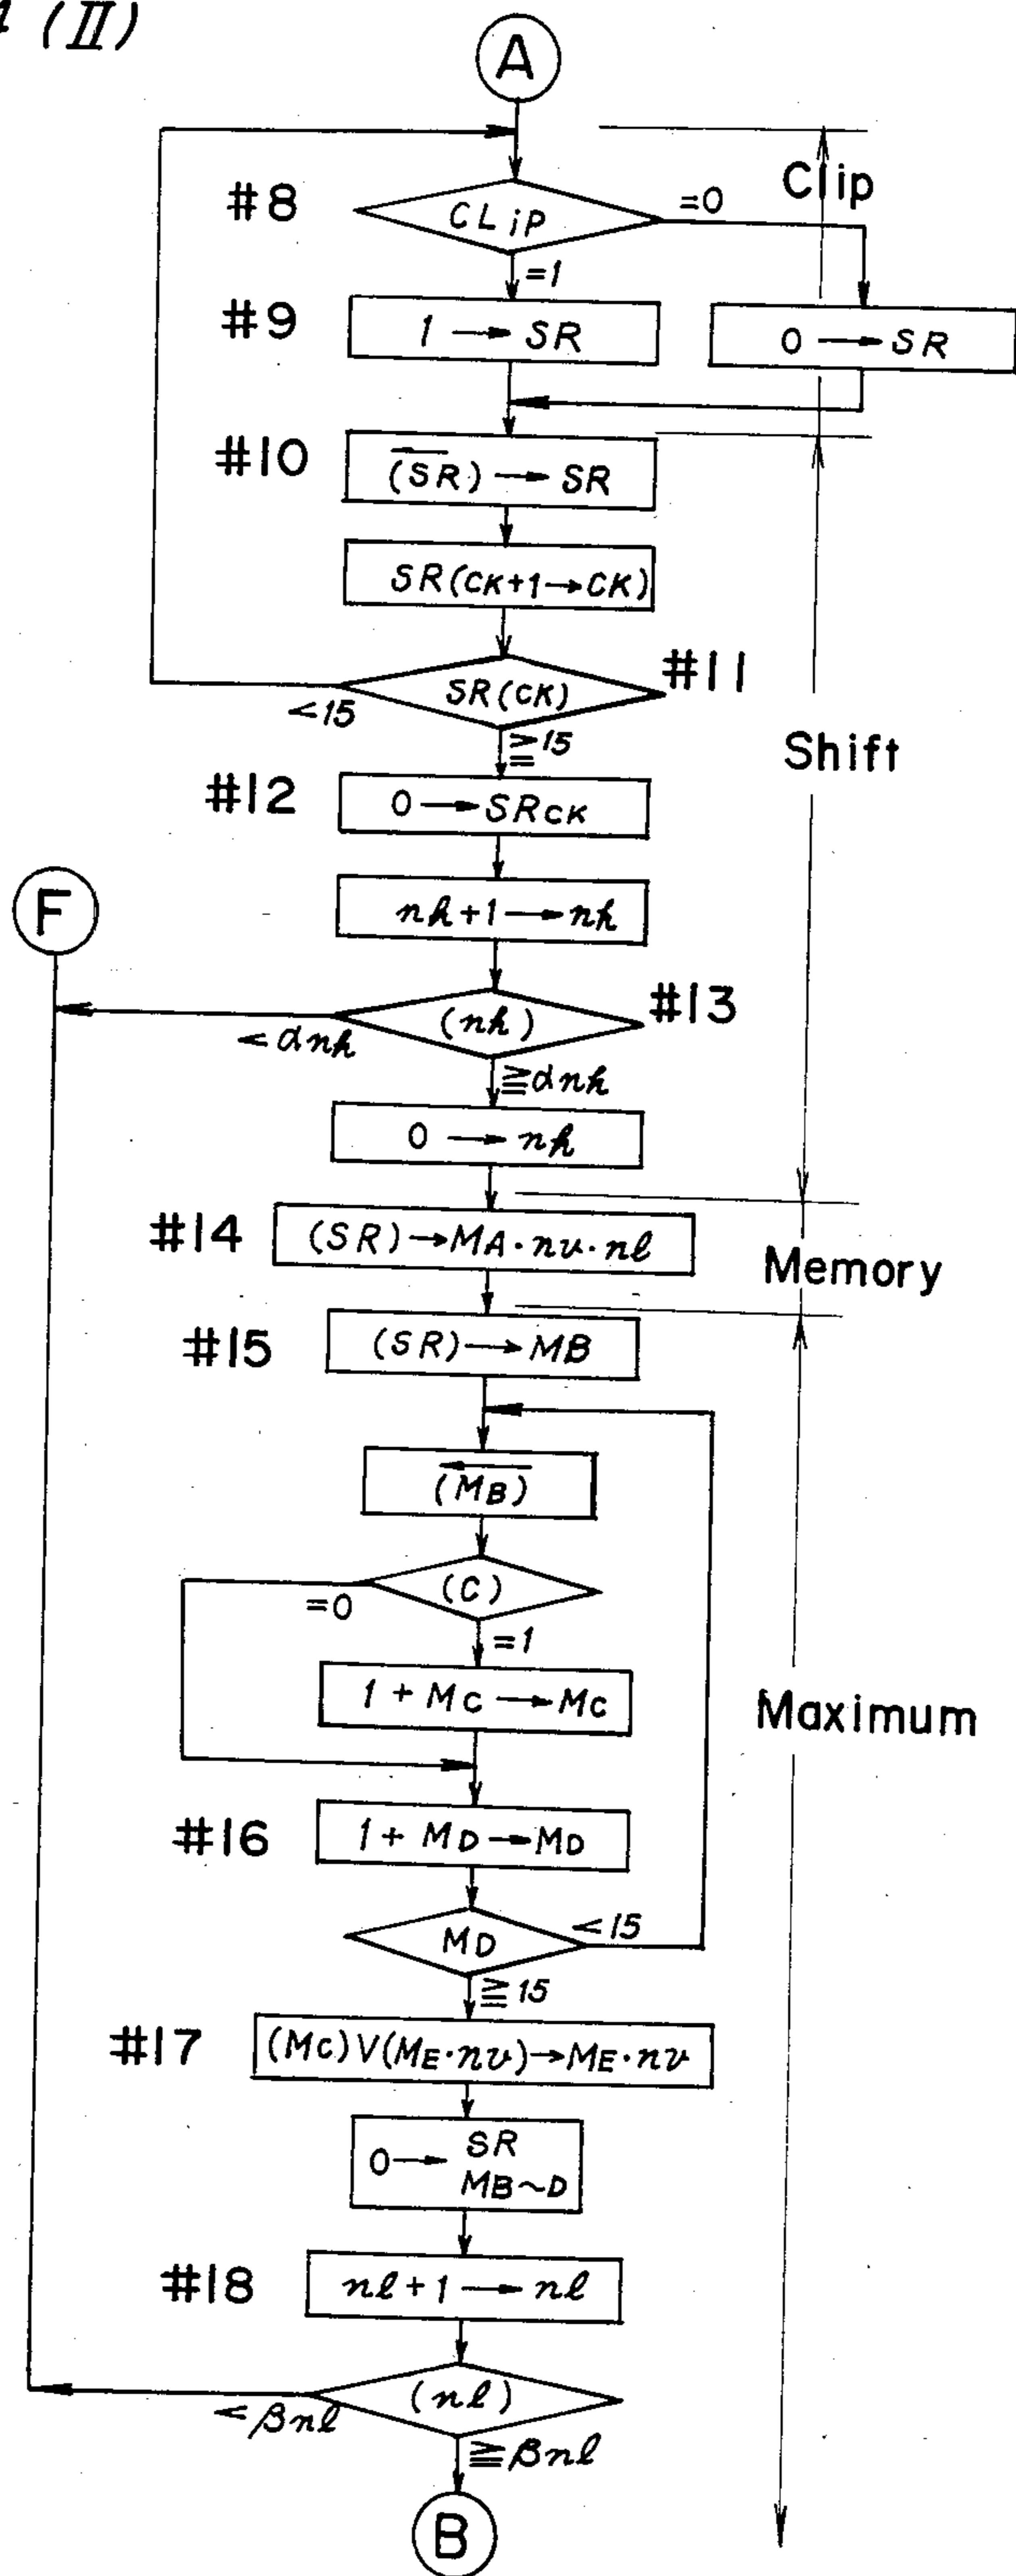 (II)
A
Clip
#8
CLiP
=0
=1
#9
1 → SR
0 → SR
#10
(SR) → SR
SR(CK+1→CK)
#11
SR(CK)
<15
≧15
Shift
#12
0 → SRCK
nh+1 → nh
F
#13
(nh)
<αnh
≧αnh
0 → nh
#14
(SR)→MA·nv·nl
Memory
#15
(SR)→MB
(MB)
(C)
=0
=1
1+MC → MC
Maximum
#16
1+MD→MD
MD
<15
≧15
#17
(MC)V(ME·nv)→ME·nv
0→ SR
MB~D
#18
nl+1 → nl
(nl)
<βnl
≧βnl
B